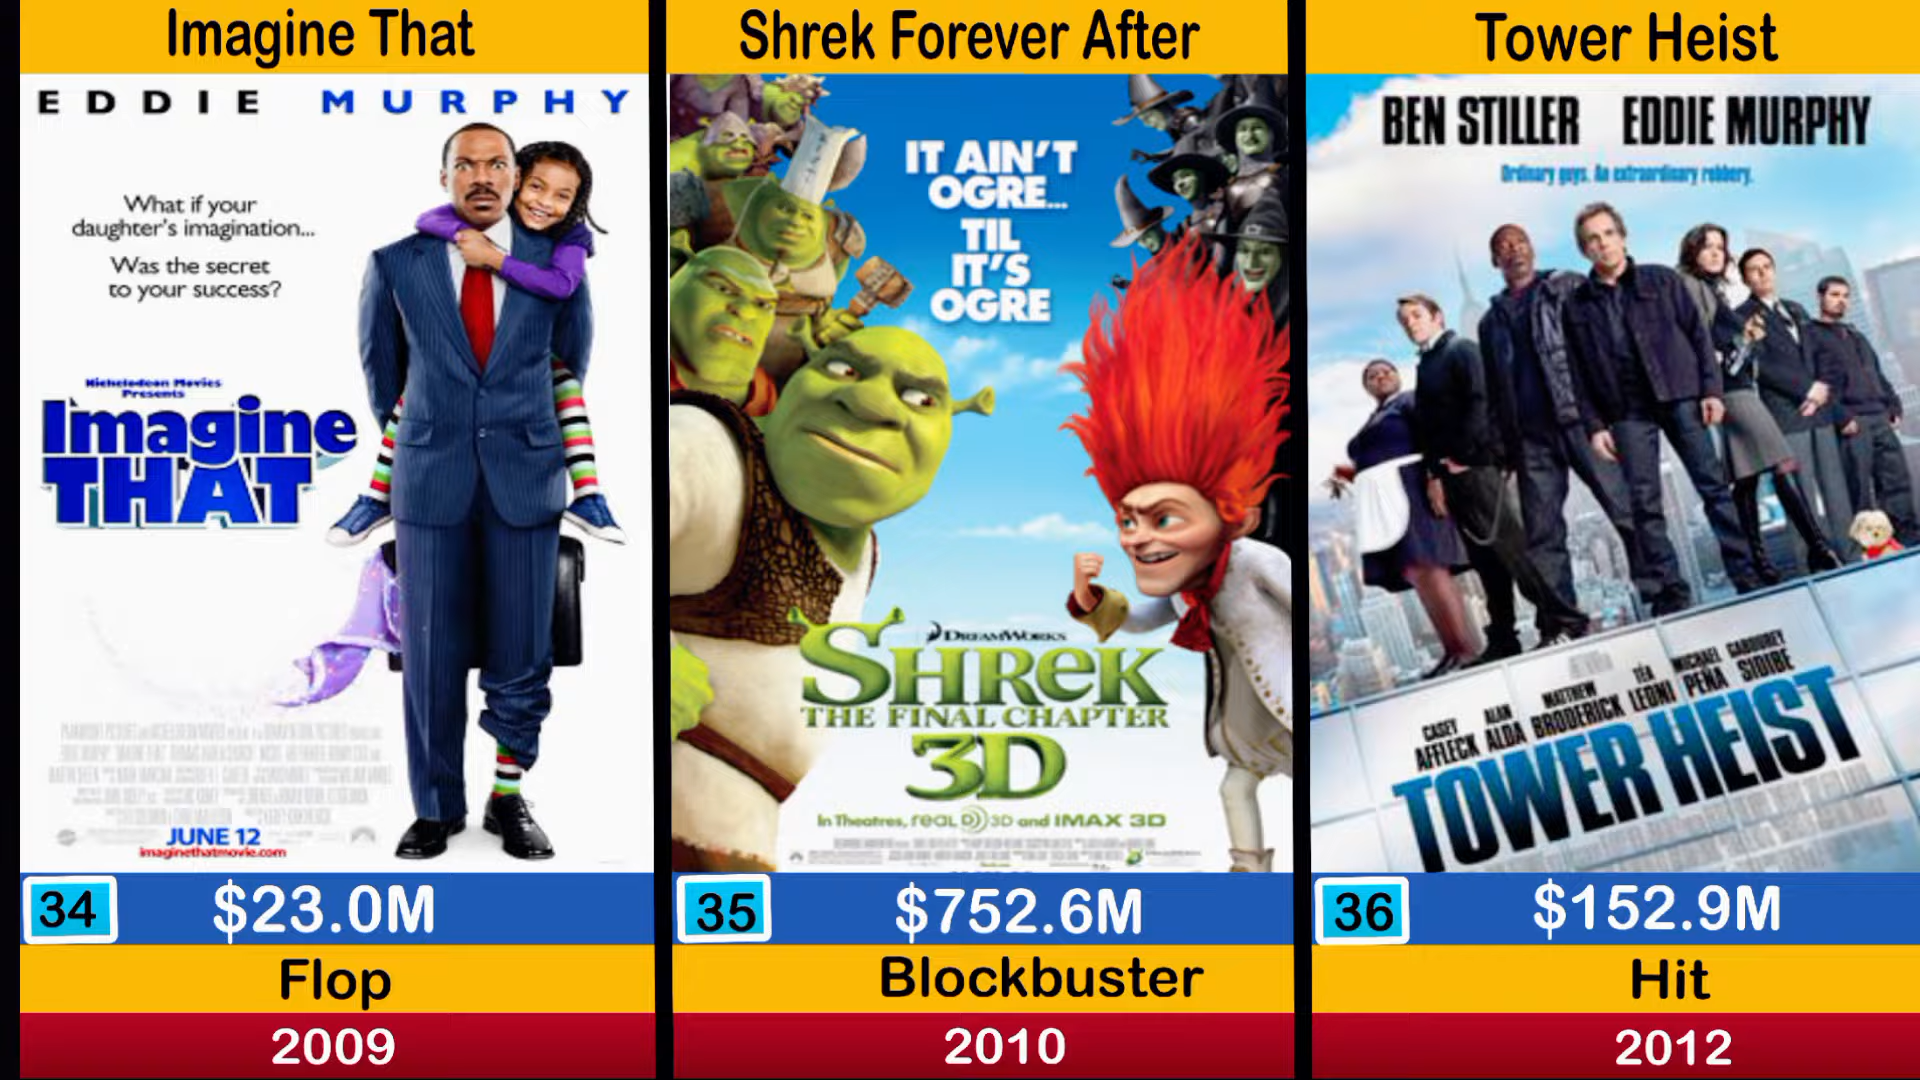 Imagine That
EDDIE MURPHY
What if your
daughter's imagination...
Was the secret
to your success?
Nickelodeon Movies
Presents
Imagine
THAT
JUNE 12
imaginethatmovie.com
34
$23.0M
Flop
2009
Shrek Forever After
IT AIN'T
OGRE...
TIL
IT'S
OGRE
DREAMWORKS
SHREK
THE FINAL CHAPTER
3D
In Theatres, REAL D 3D and IMAX 3D
35
$752.6M
Blockbuster
2010
Tower Heist
BEN STILLER EDDIE MURPHY
Ordinary guys. An extraordinary robbery.
CASEY AFFLECK ALAN ALDA MATTHEW BRODERICK TÉA LEONI MICHAEL PEÑA GABOUREY SIDIBE
TOWER HEIST
36
$152.9M
Hit
2012